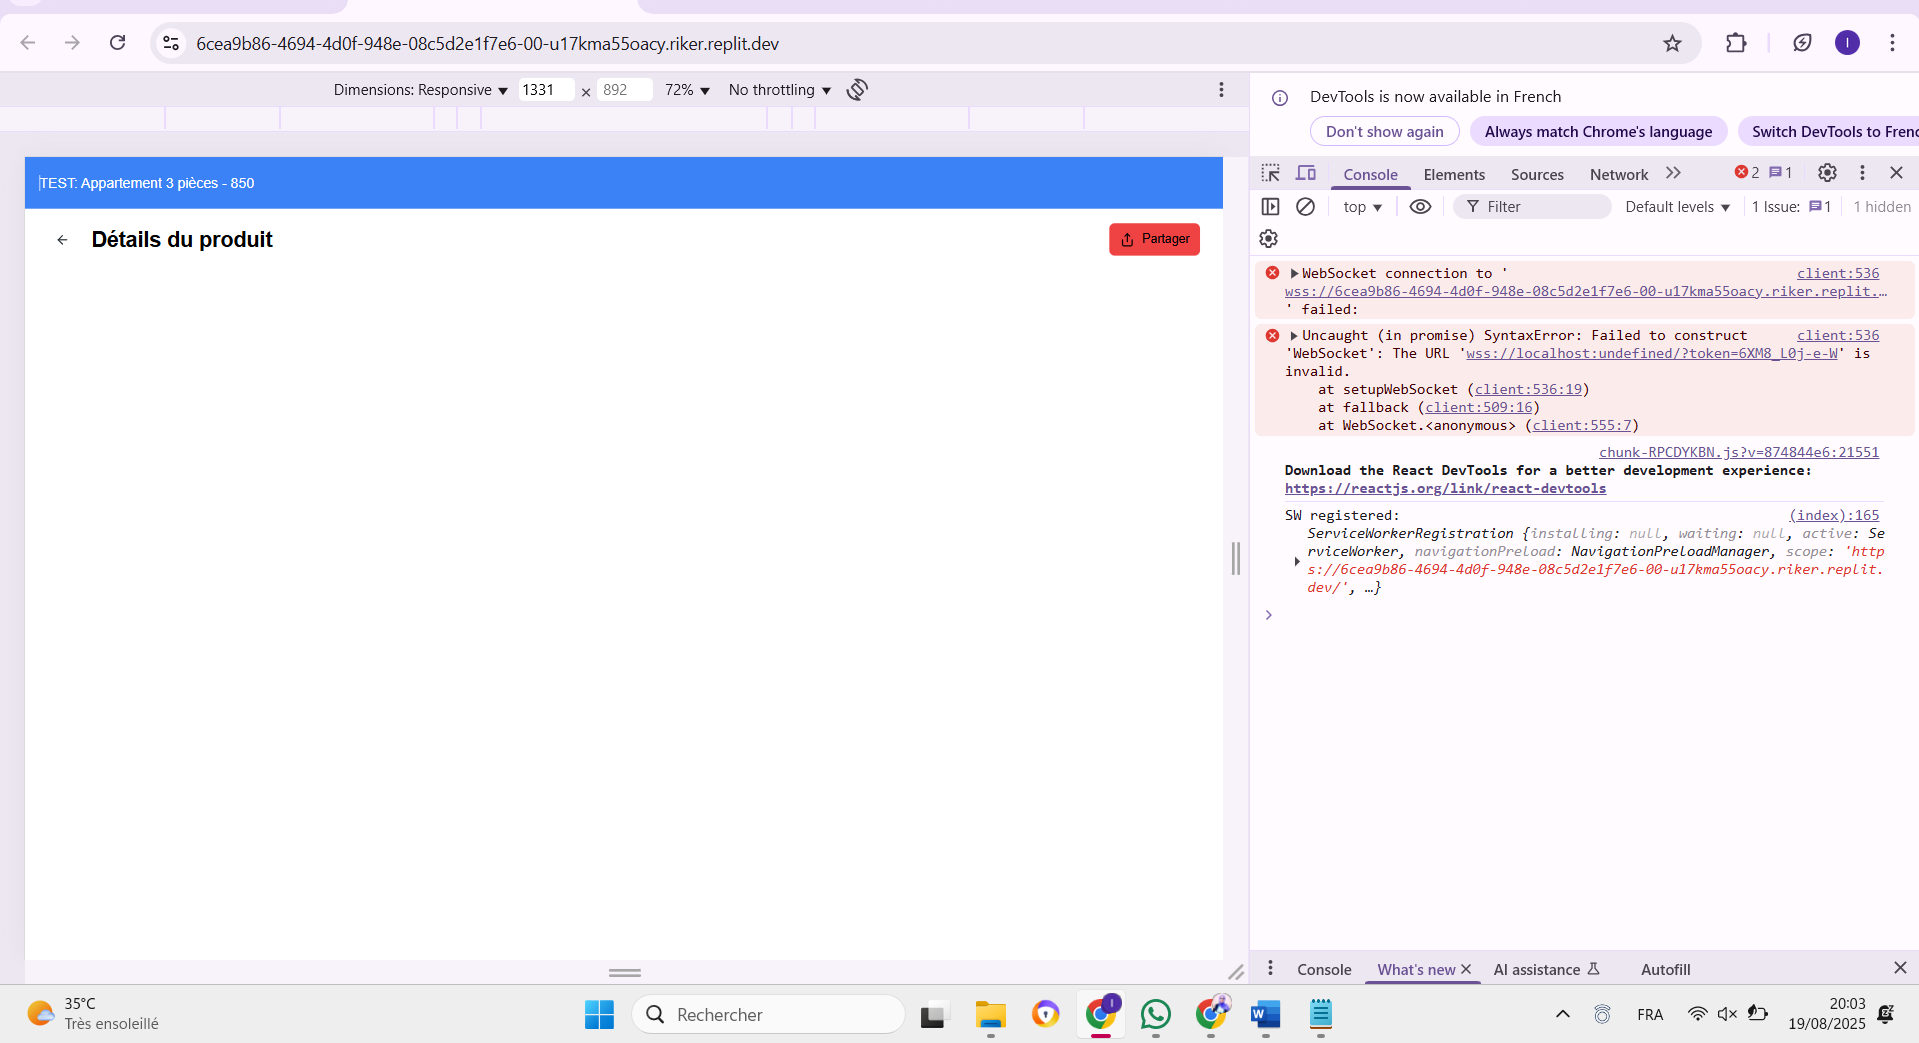 6cea9b86-4694-4d0f-948e-08c5d2e1f7e6-00-u17kma55oacy.riker.replit.dev
I
Dimensions: Responsive ▼ 1331 × 892 72% ▼ No throttling ▼
TEST: Appartement 3 pièces - 850
← Détails du produit
Partager
DevTools is now available in French
Don't show again
Always match Chrome's language
Switch DevTools to Frenc
Console Elements Sources Network 2 1
top ▼ Filter Default levels ▼ 1 Issue: 1 1 hidden
WebSocket connection to ' client:536
wss://6cea9b86-4694-4d0f-948e-08c5d2e1f7e6-00-u17kma55oacy.riker.replit.…
' failed:
Uncaught (in promise) SyntaxError: Failed to construct client:536
'WebSocket': The URL 'wss://localhost:undefined/?token=6XM8_L0j-e-W' is
invalid.
at setupWebSocket (client:536:19)
at fallback (client:509:16)
at WebSocket.<anonymous> (client:555:7)
chunk-RPCDYKBN.js?v=874844e6:21551
Download the React DevTools for a better development experience:
https://reactjs.org/link/react-devtools
SW registered: (index):165
ServiceWorkerRegistration {installing: null, waiting: null, active: Se
rviceWorker, navigationPreload: NavigationPreloadManager, scope: 'http
s://6cea9b86-4694-4d0f-948e-08c5d2e1f7e6-00-u17kma55oacy.riker.replit.
dev/', …}
Console What's new AI assistance Autofill
35°C
Très ensoleillé
Rechercher
FRA
20:03
19/08/2025